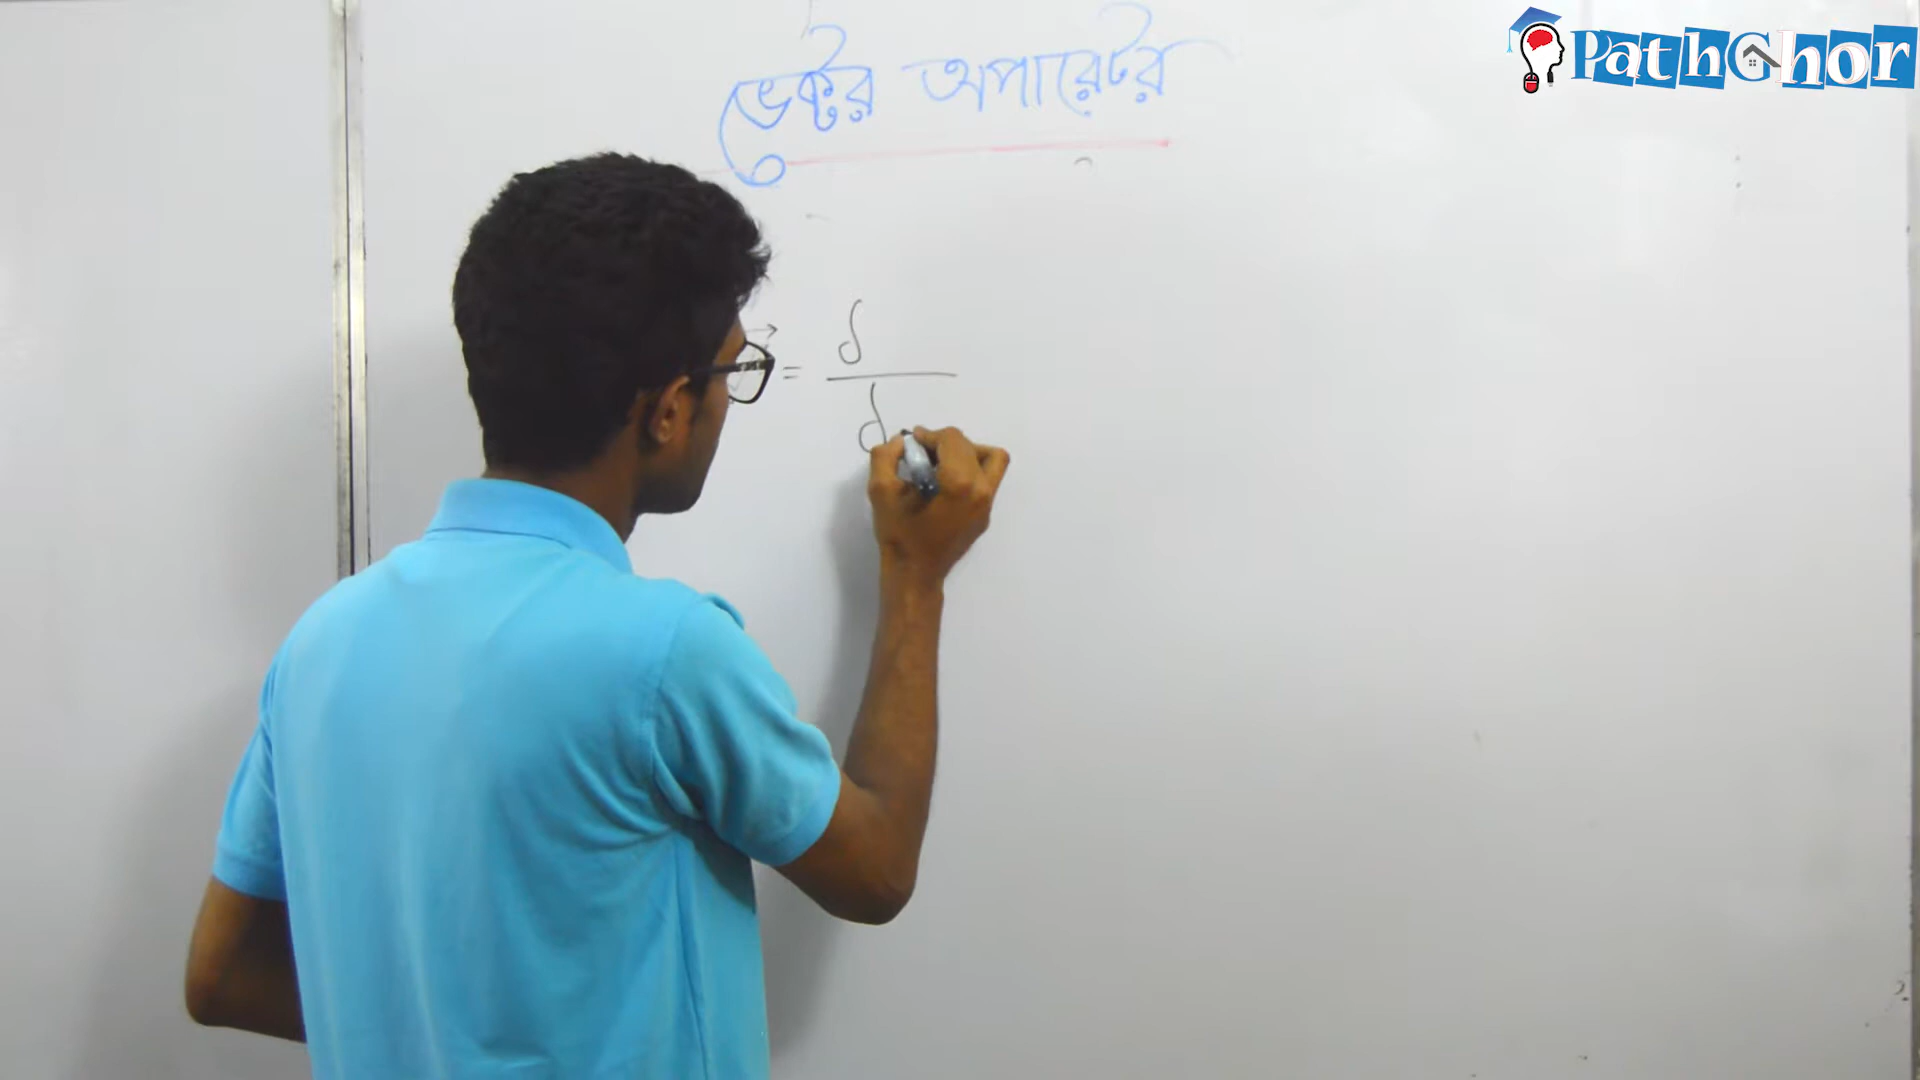 PathGhor
ভেক্টর অপারেটর
= δ / δ